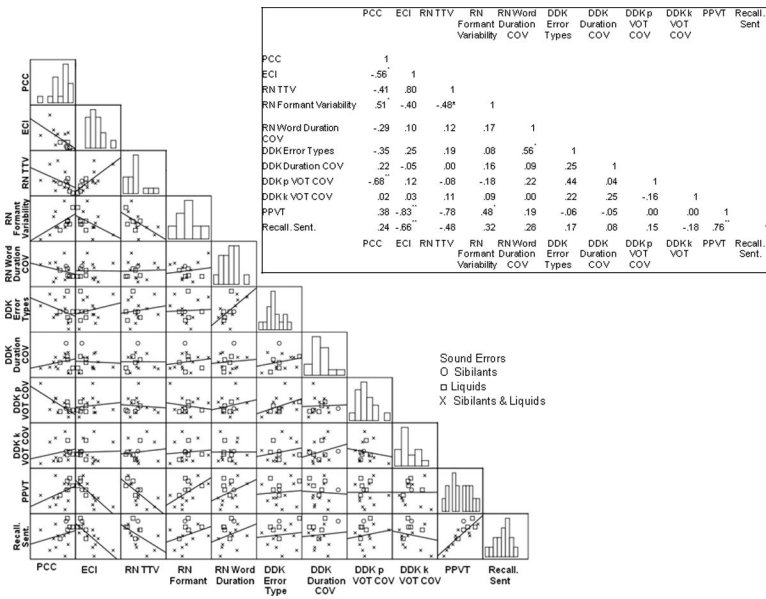 PCC ECI RN TTV RN RN Word DDK DDK DDK p DDK k PPVT Recall.
Formant Duration Error Duration VOT VOT Sent
Variability COV Types COV COV COV
PCC 1
ECI -.56* 1
RN TTV -.41 .80 1
RN Formant Variability .51* -.40 -.48* 1
RN Word Duration -.29 .10 .12 .17 1
COV
DDK Error Types -.35 .25 .19 .08 .56* 1
DDK Duration COV .22 -.05 .00 .16 .09 .25 1
DDK p VOT COV -.68** .12 -.08 -.18 .22 .44 .04 1
DDK k VOT COV .02 .03 .11 .09 .00 .22 .25 -.16 1
PPVT .38 -.83** -.78 .48* .19 -.06 -.05 .00 .00 1
Recall. Sent. .24 -.66** -.48 .32 .28 .17 .08 .15 -.18 .76**
PCC ECI RN TTV RN RN Word DDK DDK DDK p DDK k PPVT Recall.
Formant Duration Error Duration VOT VOT Sent.
Variability COV Types COV COV
PCC
ECI
RN TTV
RN
Formant
Variability
RN Word
Duration
COV
DDK
Error
Types
DDK
Duration
COV
DDK p
VOT COV
DDK k
VOT COV
PPVT
Recall.
Sent.
Sound Errors
O Sibilants
□ Liquids
X Sibilants & Liquids
PCC ECI RN TTV RN RN Word DDK DDK DDK p DDK k PPVT Recall.
Formant Duration Error Duration VOT COV VOT COV Sent
Type COV